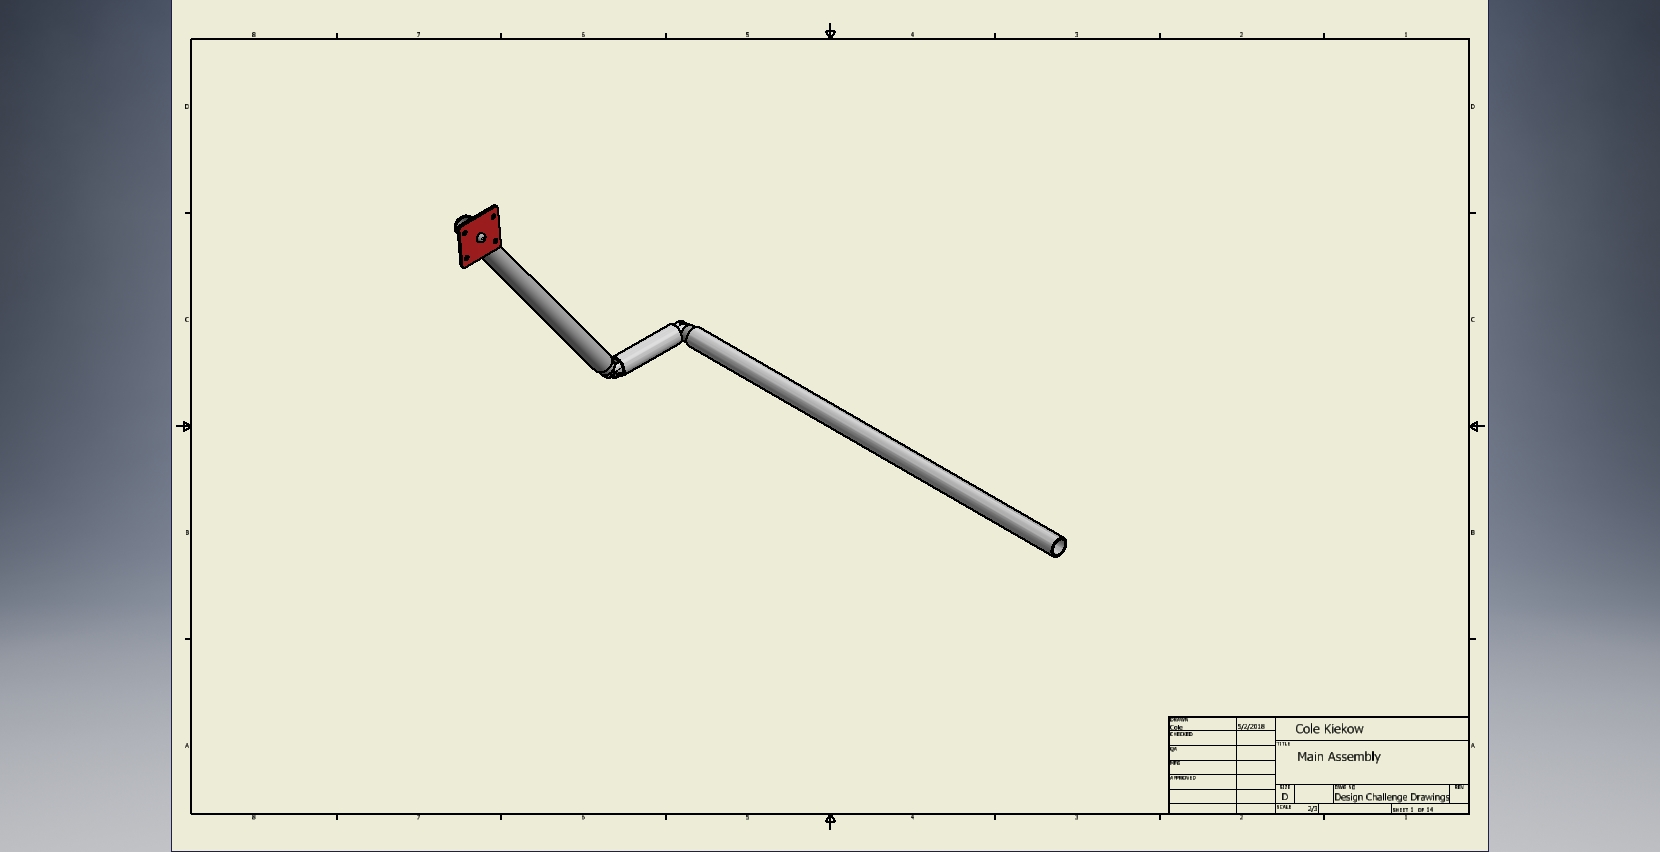 8 7 6 5 4 3 2 1
D D
C C
B B
A A
DRAWN
Cole 5/2/2018
CHECKED
QA
MFG
APPROVED
Cole Kiekow
TITLE
Main Assembly
SIZE
D
DWG NO
Design Challenge Drawings
REV
SCALE 2/3
SHEET 1 OF 14
8 7 6 5 4 3 2 1